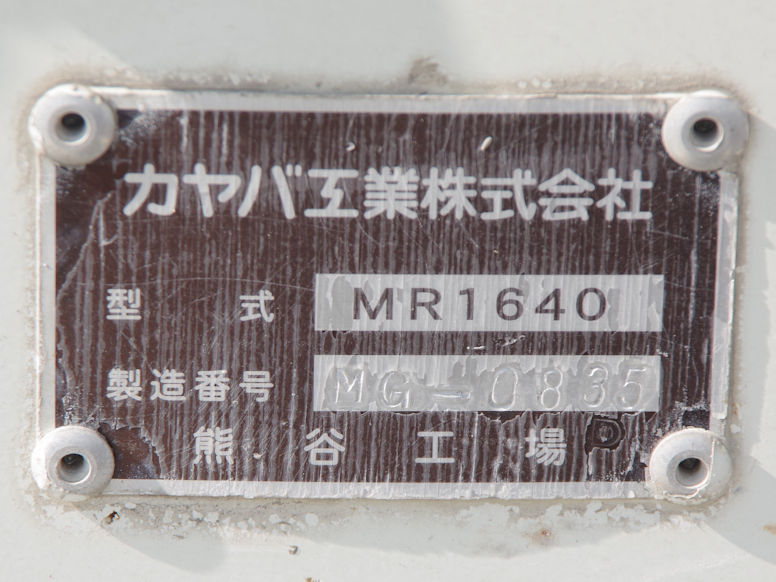 カヤバ工業株式会社
型式 MR1640
製造番号 MG-0835
熊谷工場 P